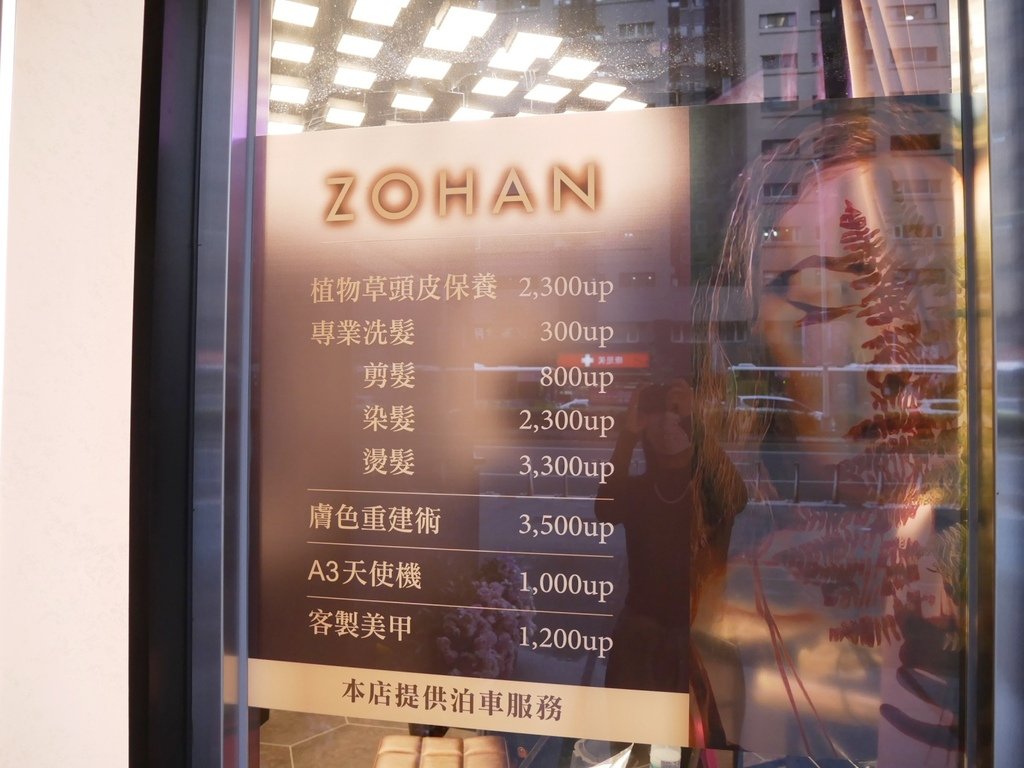 ZOHAN
植物草頭皮保養 2,300up
專業洗髮 300up
剪髮 800up
染髮 2,300up
燙髮 3,300up
膚色重建術 3,500up
A3天使機 1,000up
客製美甲 1,200up
本店提供泊車服務